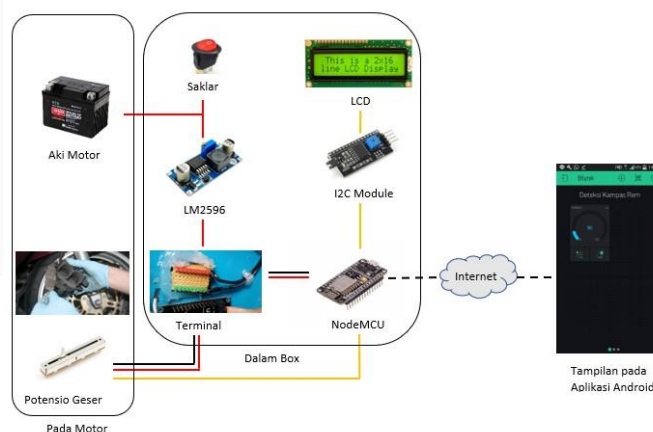 Saklar
This is a 2x16
line LCD Display
LCD
Aki Motor
LM2596
I2C Module
Terminal
NodeMCU
Internet
Blynk
Deteksi Kampas Rem
Dalam Box
Potensio Geser
Pada Motor
Tampilan pada
Aplikasi Android